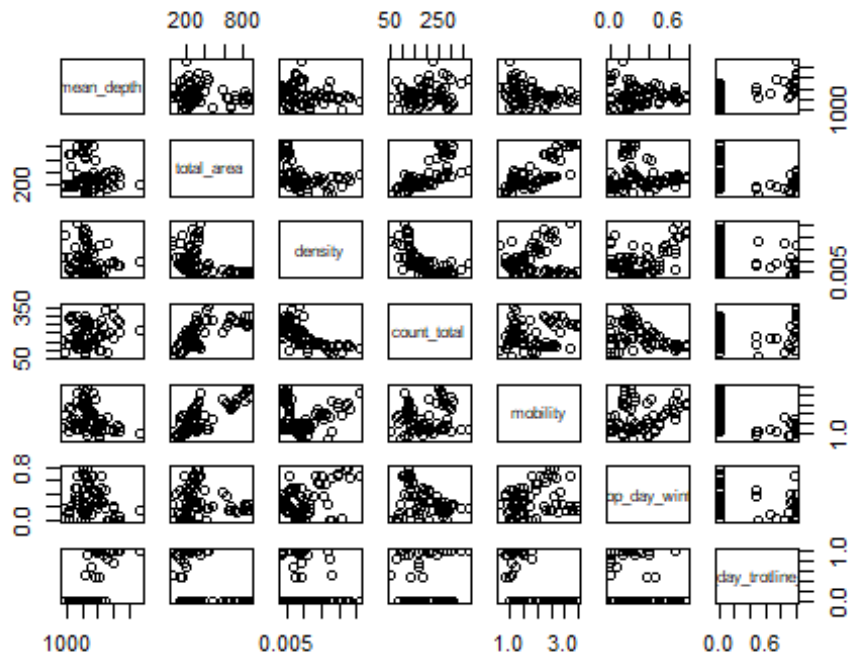 200 800 50 250 0.0 0.6
mean_depth 1000
200 total_area
density 0.005
50 350 count_total
mobility 1.0
0.0 0.8 op_day_wint
day_trotline 0.0 1.0
1000 0.005 1.0 3.0 0.0 0.6